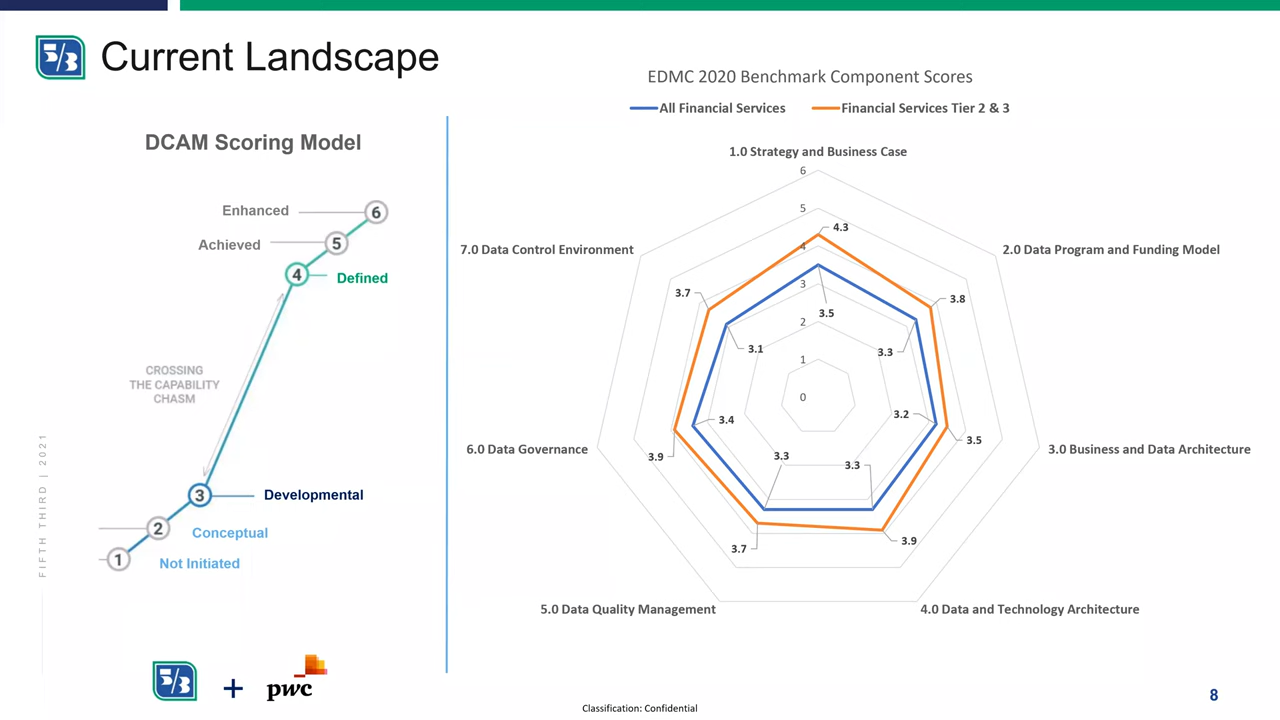 5/3 Current Landscape
DCAM Scoring Model
Enhanced
6
Achieved
5
4
Defined
CROSSING
THE CAPABILITY
CHASM
3
Developmental
2
Conceptual
1
Not Initiated
FIFTH THIRD | 2021
5/3 + pwc
EDMC 2020 Benchmark Component Scores
All Financial Services
Financial Services Tier 2 & 3
1.0 Strategy and Business Case
2.0 Data Program and Funding Model
3.0 Business and Data Architecture
4.0 Data and Technology Architecture
5.0 Data Quality Management
6.0 Data Governance
7.0 Data Control Environment
6
5
4
3
2
1
0
4.3
3.8
3.5
3.9
3.7
3.9
3.7
3.5
3.3
3.2
3.3
3.3
3.4
3.1
Classification: Confidential
8